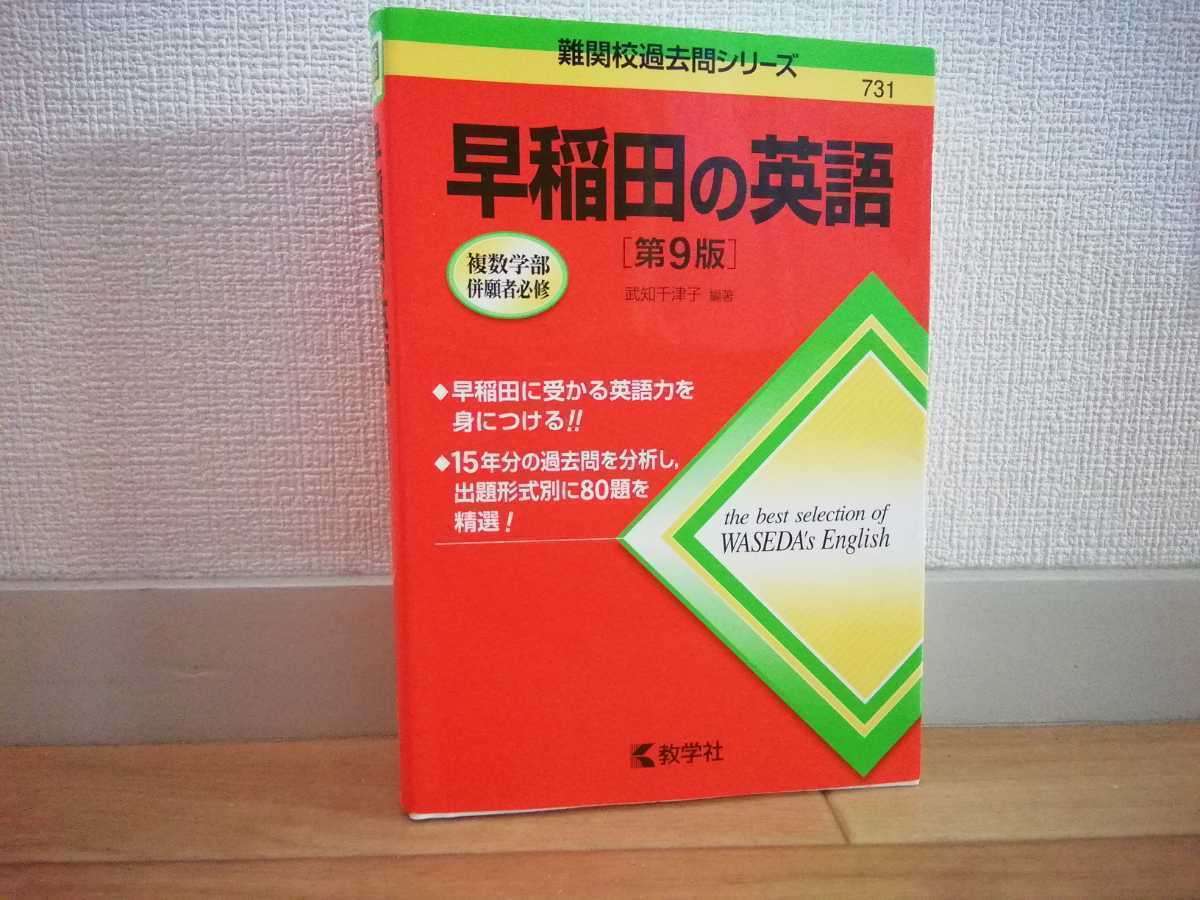 難関校過去問シリーズ
731
早稲田の英語
[第9版]
複数学部
併願者必修
武知千津子 編著
◆早稲田に受かる英語力を
身につける!!
◆15年分の過去問を分析し,
出題形式別に80題を
精選!
the best selection of
WASEDA's English
教学社